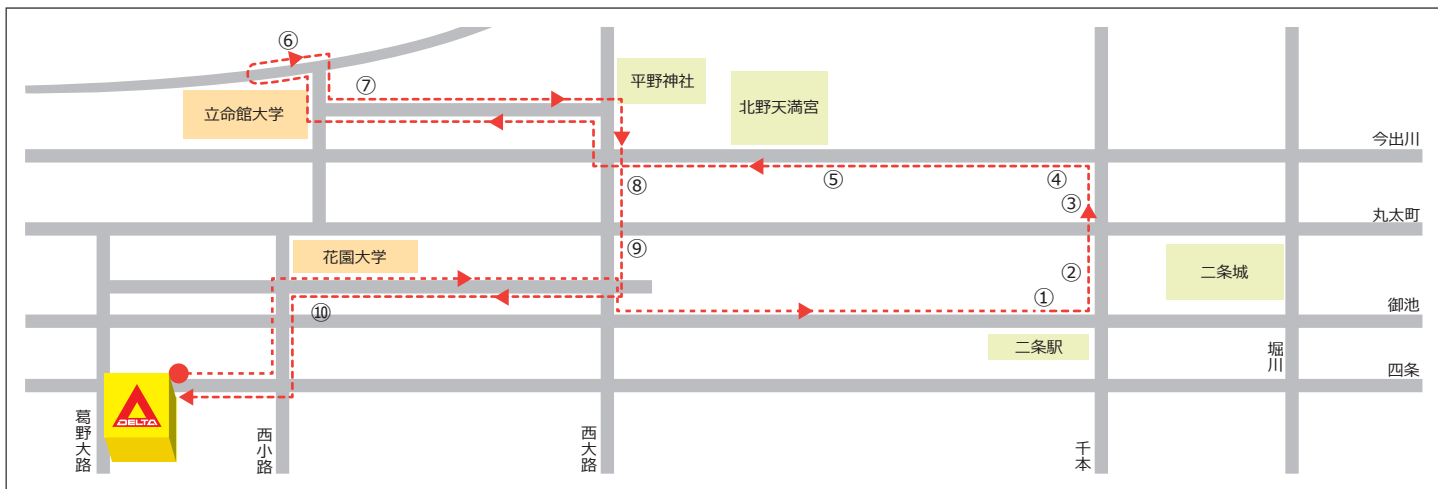 ⑥
⑦
平野神社
北野天満宮
立命館大学
今出川
⑤
④
⑧
③
丸太町
⑨
花園大学
②
二条城
①
⑩
御池
二条駅
堀川
四条
DELTA
葛野大路
西小路
西大路
千本